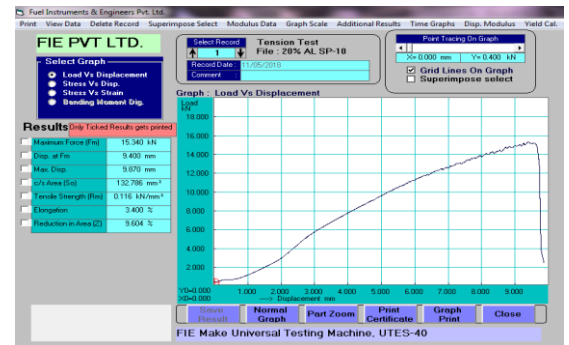 Fuel Instruments & Engineers Pvt. Ltd.
Print View Data Delete Record Superimpose Select Modulus Data Graph Scale Additional Results Time Graphs Disp. Modulus Yield Cal.
FIE PVT LTD.
Select Graph
Load Vs Displacement
Stress Vs Disp.
Stress Vs Strain
Bending Moment Dig.
Select Record
1
Tension Test
File : 20% AL SP-10
Record Date : 11/05/2018
Comment :
Point Tracing On Graph
X= 0.000 mm Y= 0.400 kN
Grid Lines On Graph
Superimpose select
Results Only Ticked Results gets printed
Maximum Force (Fm) 15.340 kN
Disp. at Fm 9.400 mm
Max. Disp. 9.870 mm
c/s Area (So) 132.786 mm²
Tensile Strength (Rm) 0.116 kN/mm²
Elongation 3.400 %
Reduction in Area (Z) 9.604 %
Graph : Load Vs Displacement
Load
kN
18.000
16.000
14.000
12.000
10.000
8.000
6.000
4.000
2.000
Y0=0.000
X0=0.000
1.000 2.000 3.000 4.000 5.000 6.000 7.000 8.000 9.000
---> Displacement mm
Save Result
Normal Graph
Part Zoom
Print Certificate
Graph Print
Close
FIE Make Universal Testing Machine, UTES-40